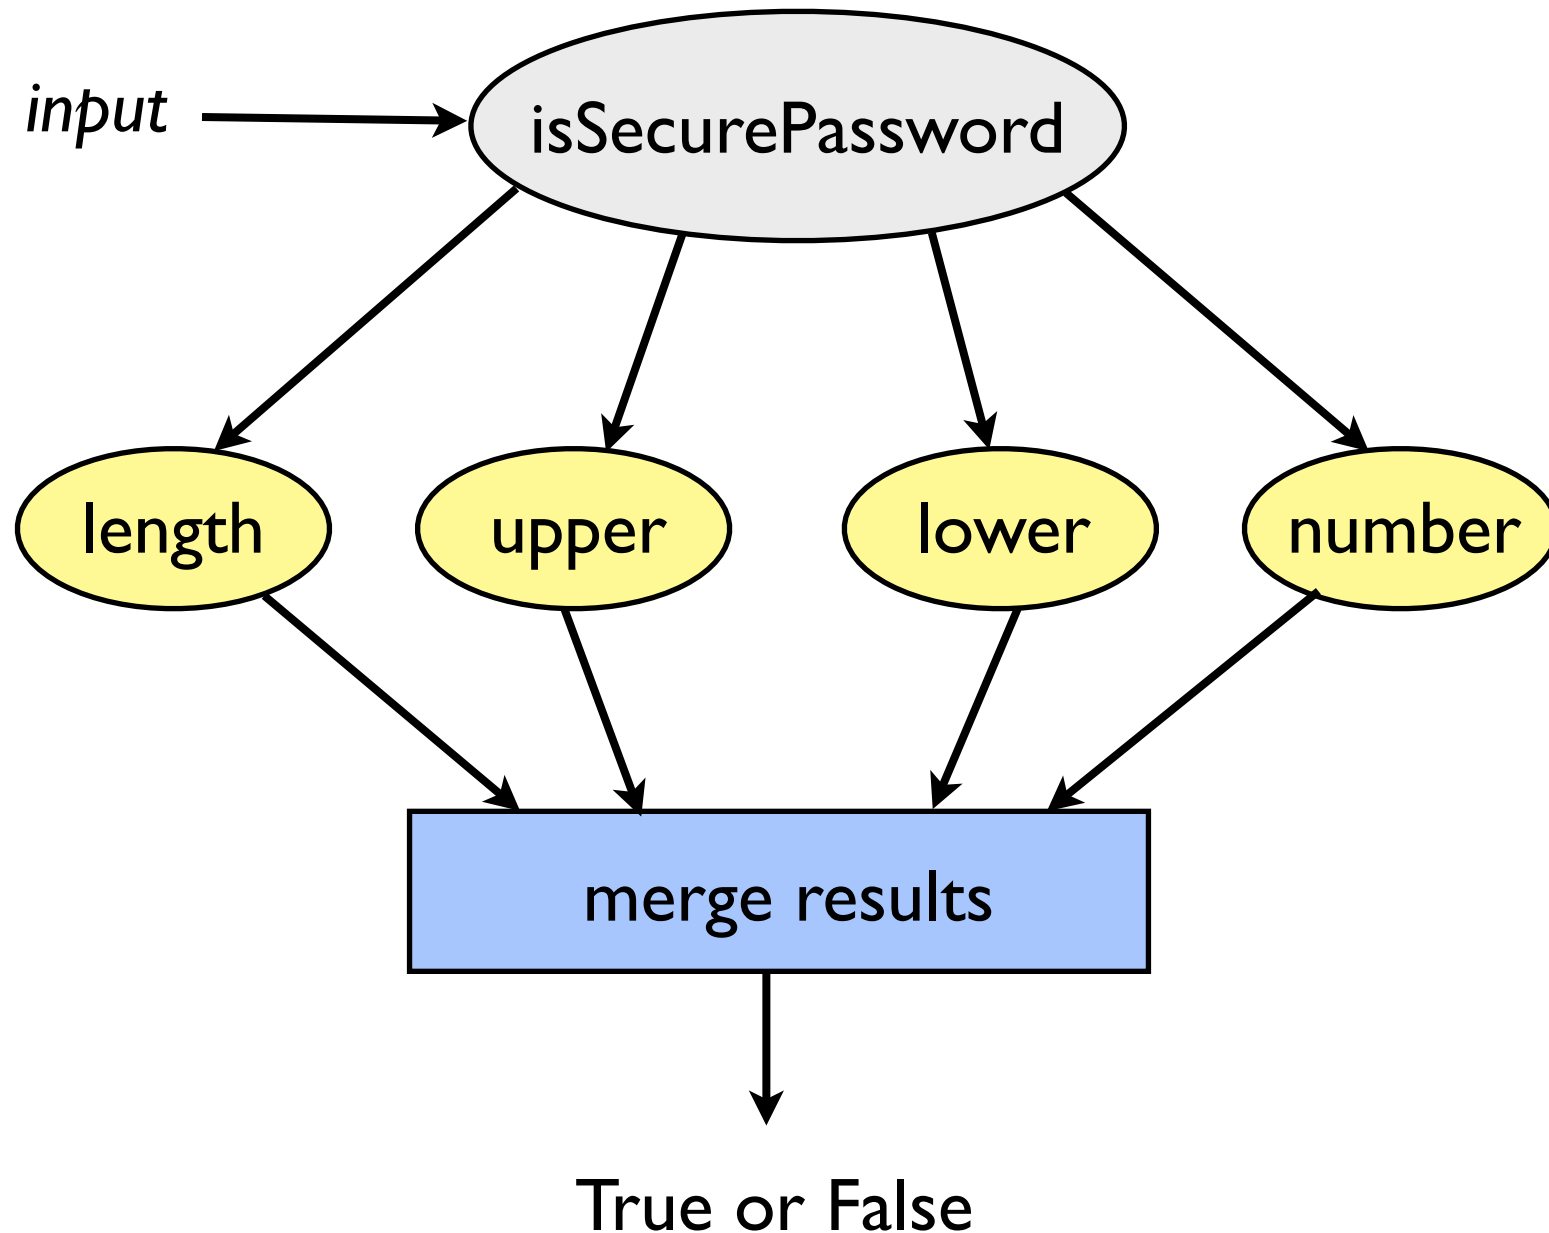 input
isSecurePassword
length
upper
lower
number
merge results
True or False